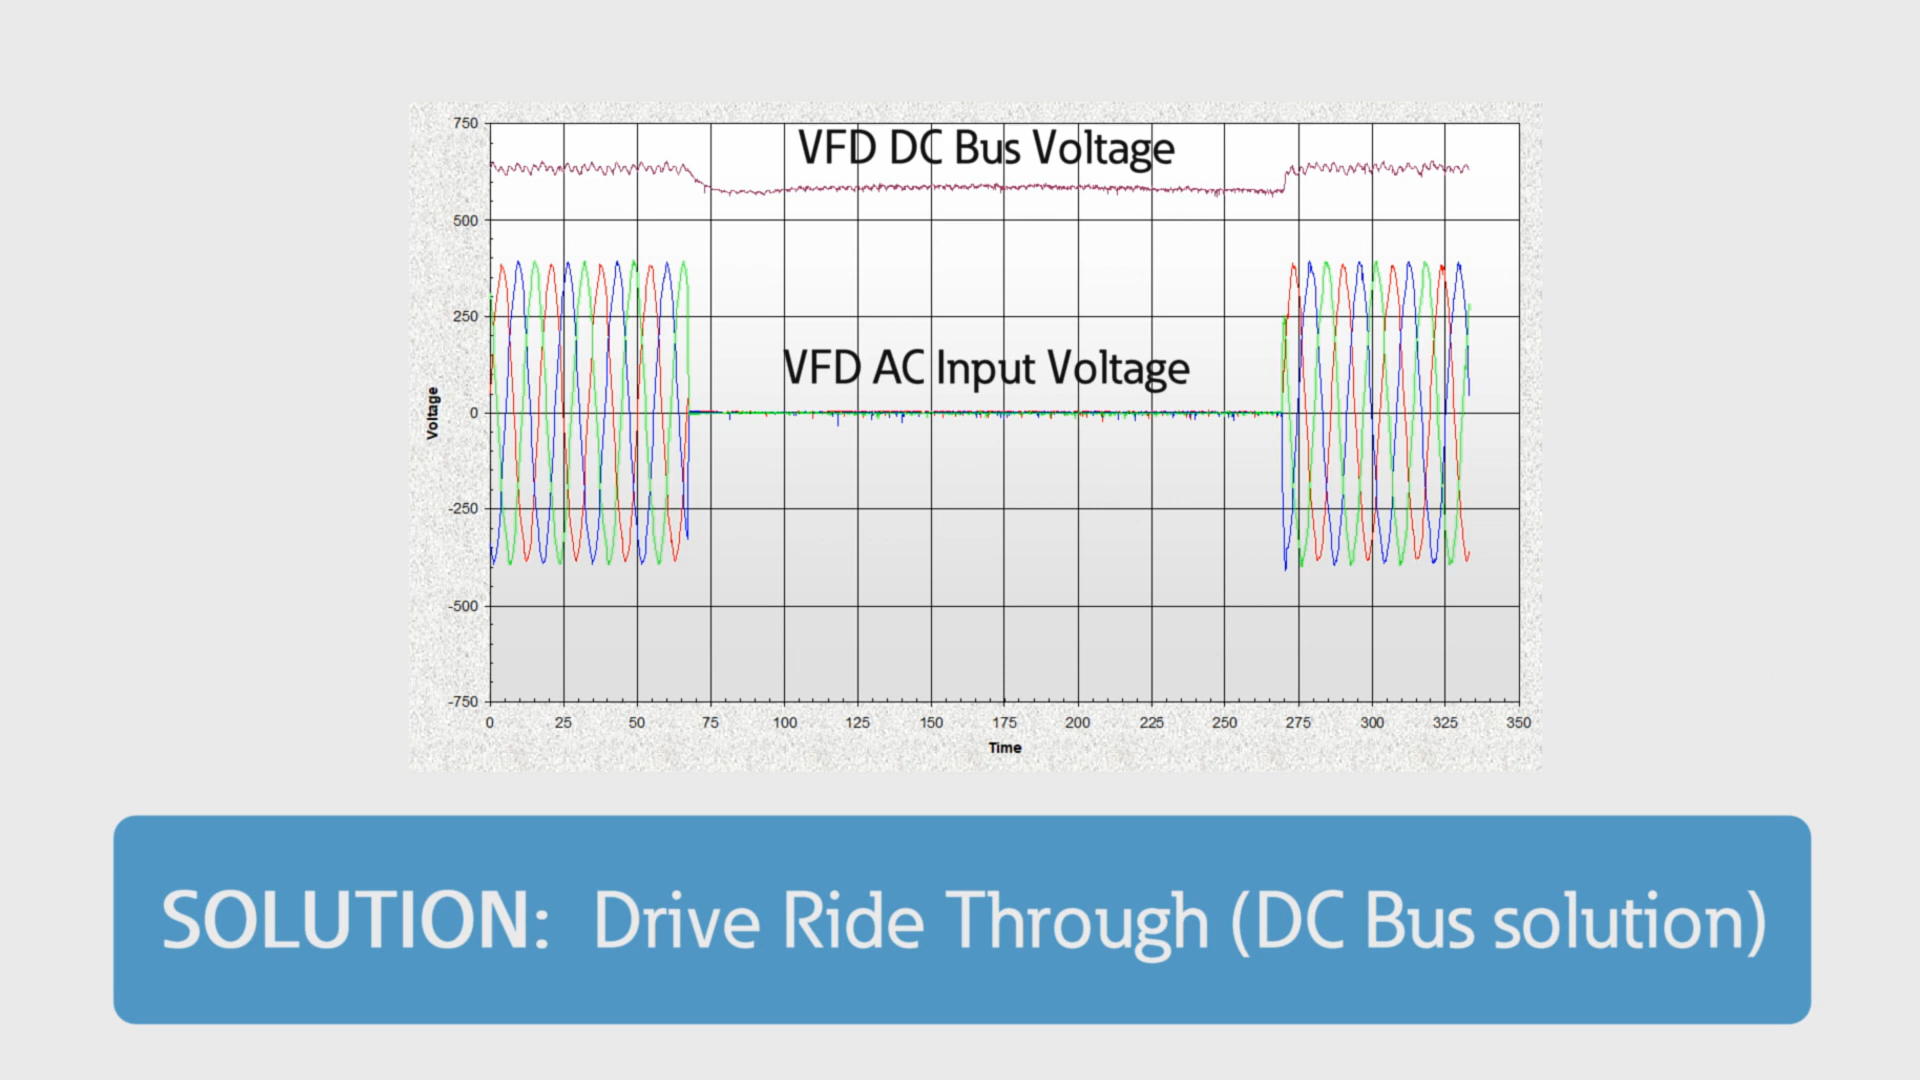 VFD DC Bus Voltage
VFD AC Input Voltage
Voltage
750
500
250
0
-250
-500
-750
0 25 50 75 100 125 150 175 200 225 250 275 300 325 350
Time
SOLUTION: Drive Ride Through (DC Bus solution)